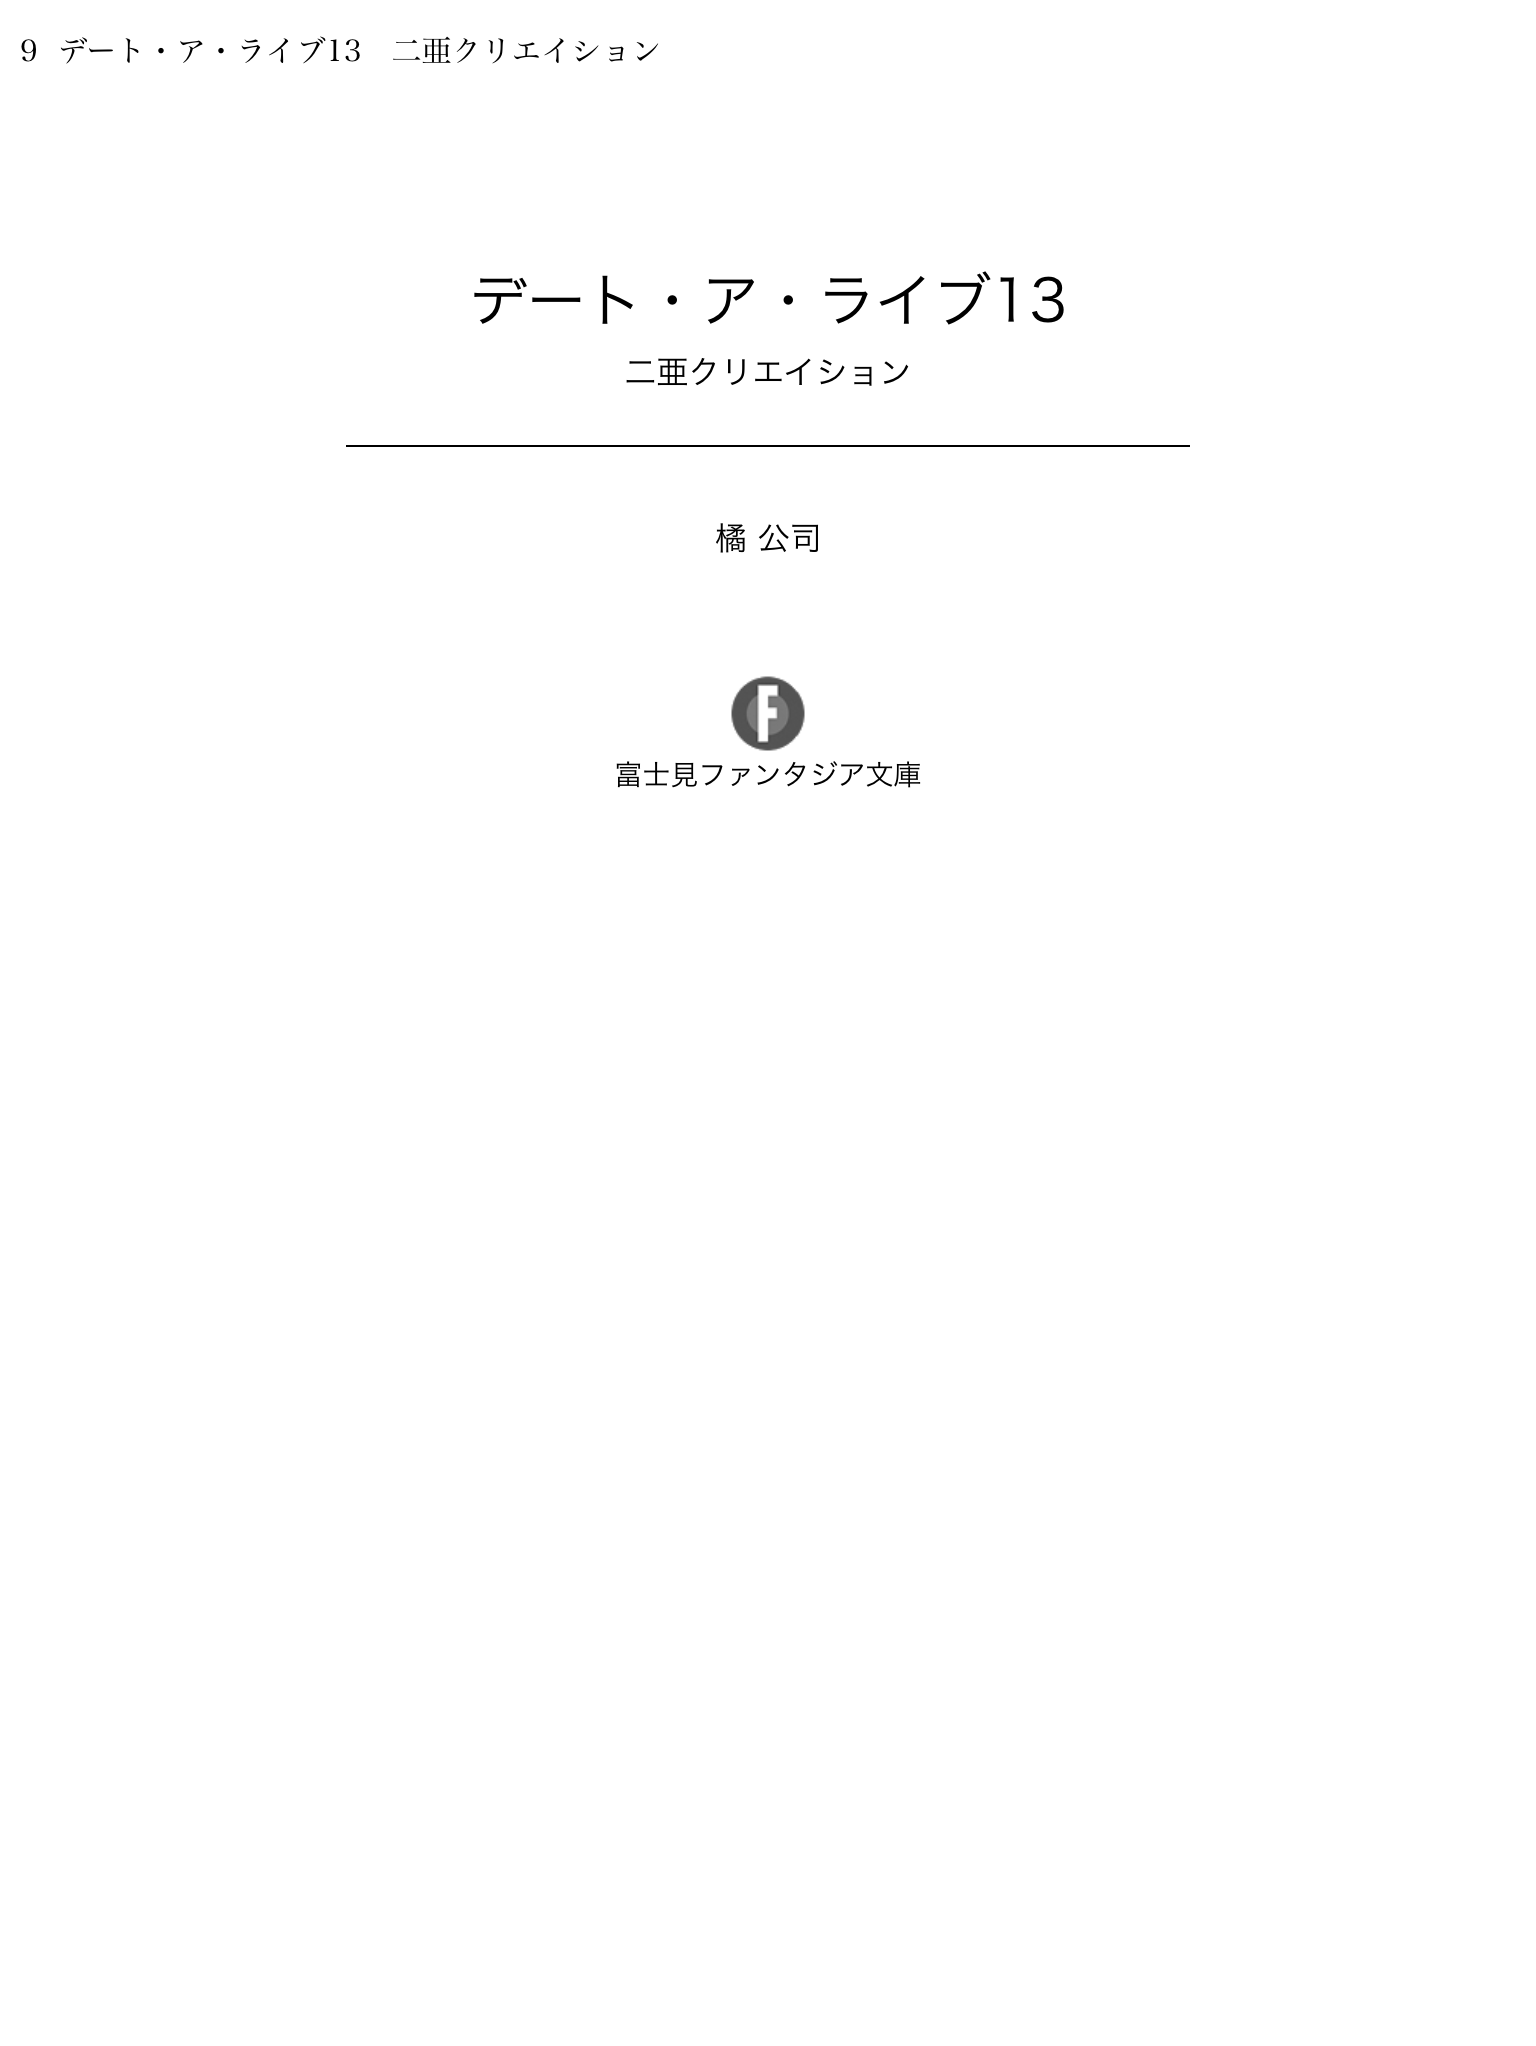 9 デート・ア・ライブ13　二亜クリエイション
デート・ア・ライブ13
二亜クリエイション
橘 公司
F
富士見ファンタジア文庫